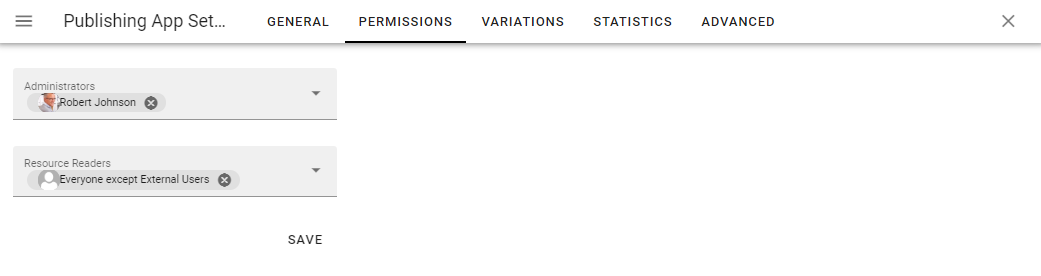 Publishing App Set... GENERAL PERMISSIONS VARIATIONS STATISTICS ADVANCED
Administrators
Robert Johnson
Resource Readers
Everyone except External Users
SAVE